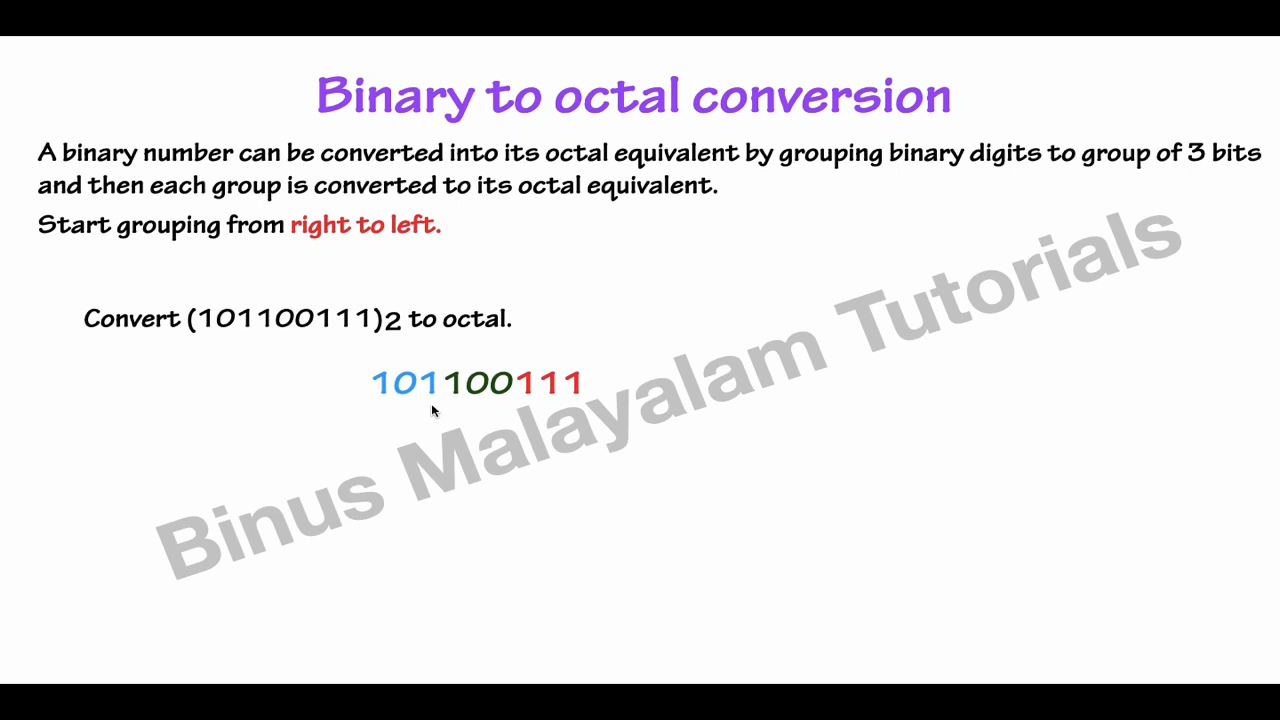 Binary to octal conversion
A binary number can be converted into its octal equivalent by grouping binary digits to group of 3 bits
and then each group is converted to its octal equivalent.
Start grouping from right to left.
Convert (101100111)2 to octal.
101100111
Binus Malayalam Tutorials